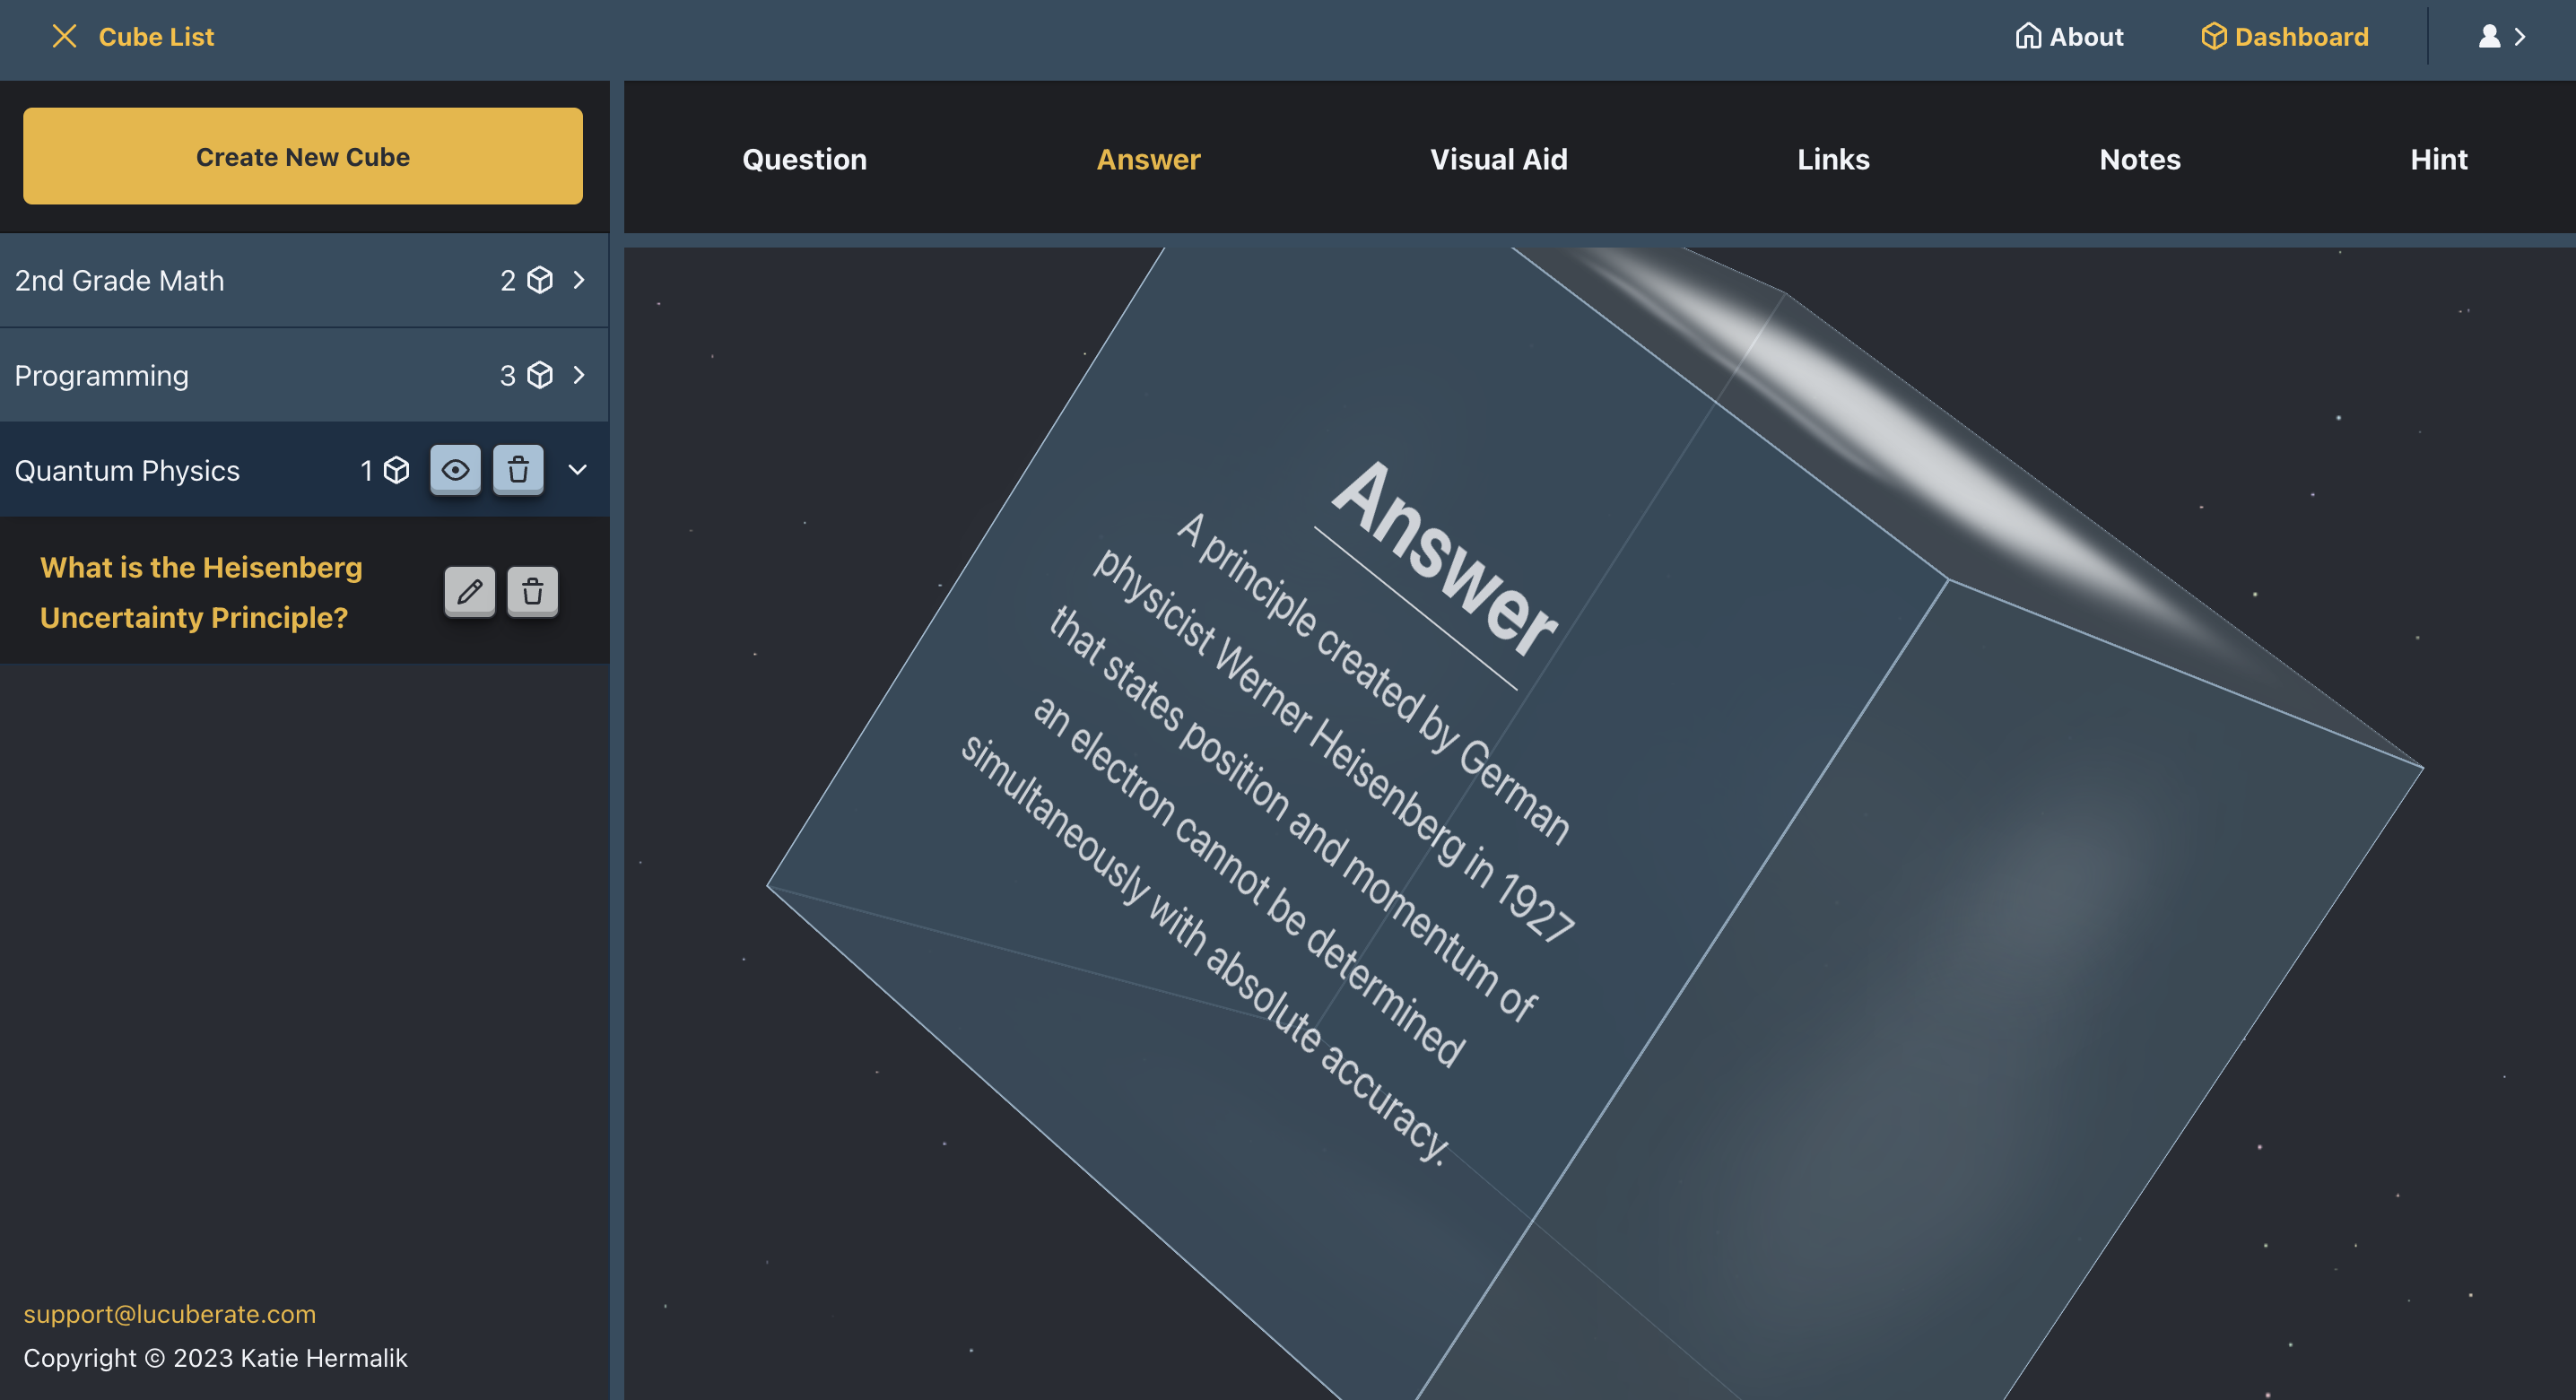 Cube List
About
Dashboard
Create New Cube
Question
Answer
Visual Aid
Links
Notes
Hint
2nd Grade Math
2
Programming
3
Quantum Physics
1
What is the Heisenberg
Uncertainty Principle?
Answer
A principle created by German
physicist Werner Heisenberg in 1927
that states position and momentum of
an electron cannot be determined
simultaneously with absolute accuracy.
support@lucuberate.com
Copyright © 2023 Katie Hermalik